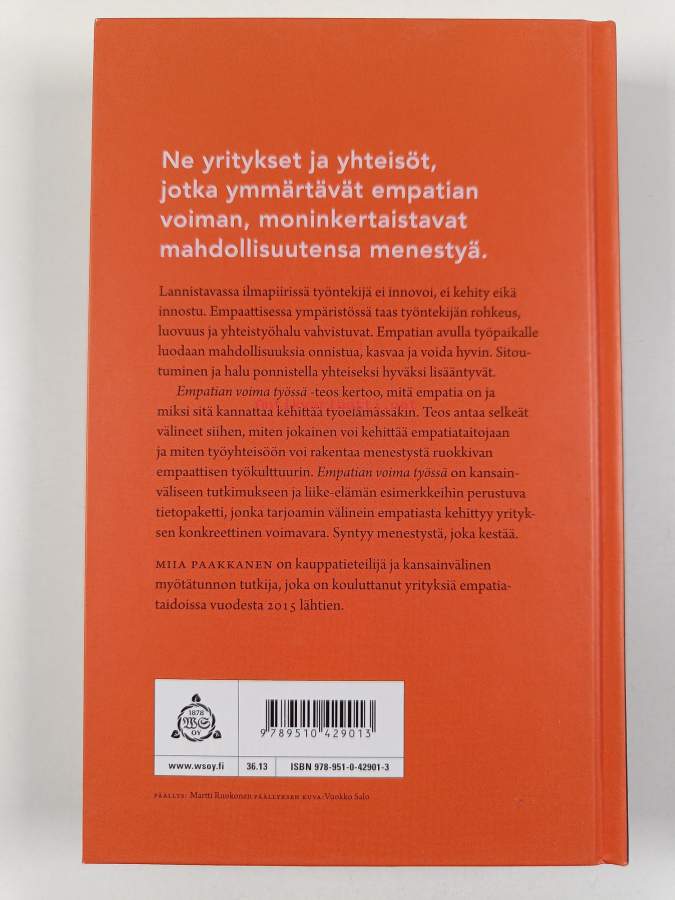 Ne yritykset ja yhteisöt,
jotka ymmärtävät empatian
voiman, moninkertaistavat
mahdollisuutensa menestyä.
Lannistavassa ilmapiirissä työntekijä ei innovoi, ei kehity eikä
innostu. Empaattisessa ympäristössä taas työntekijän rohkeus,
luovuus ja yhteistyöhalu vahvistuvat. Empatian avulla työpaikalle
luodaan mahdollisuuksia onnistua, kasvaa ja voida hyvin. Sitou-
tuminen ja halu ponnistella yhteiseksi hyväksi lisääntyvät.
Empatian voima työssä -teos kertoo, mitä empatia on ja
miksi sitä kannattaa kehittää työelämässäkin. Teos antaa selkeät
välineet siihen, miten jokainen voi kehittää empatiataitojaan
ja miten työyhteisöön voi rakentaa menestystä ruokkivan
empaattisen työkulttuurin. Empatian voima työssä on kansain-
väliseen tutkimukseen ja liike-elämän esimerkkeihin perustuva
tietopaketti, jonka tarjoamin välinein empatiasta kehittyy yrityk-
sen konkreettinen voimavara. Syntyy menestystä, joka kestää.
MIIA PAAKKANEN on kauppatieteilijä ja kansainvälinen
myötätunnon tutkija, joka on kouluttanut yrityksiä empatia-
taidoissa vuodesta 2015 lähtien.
1878
WS
OY
9789510429013
www.wsoy.fi
36.13
ISBN 978-951-0-42901-3
PÄÄLLYS: Martti Ruokonen PÄÄLLYKSEN KUVA: Vuokko Salo